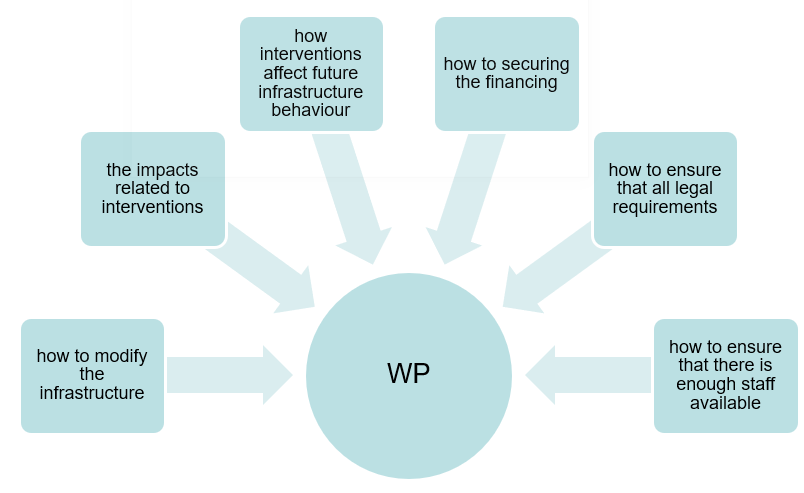 how
interventions
affect future
infrastructure
behaviour
how to securing
the financing
the impacts
related to
interventions
how to ensure
that all legal
requirements
how to modify
the
infrastructure
WP
how to ensure
that there is
enough staff
available